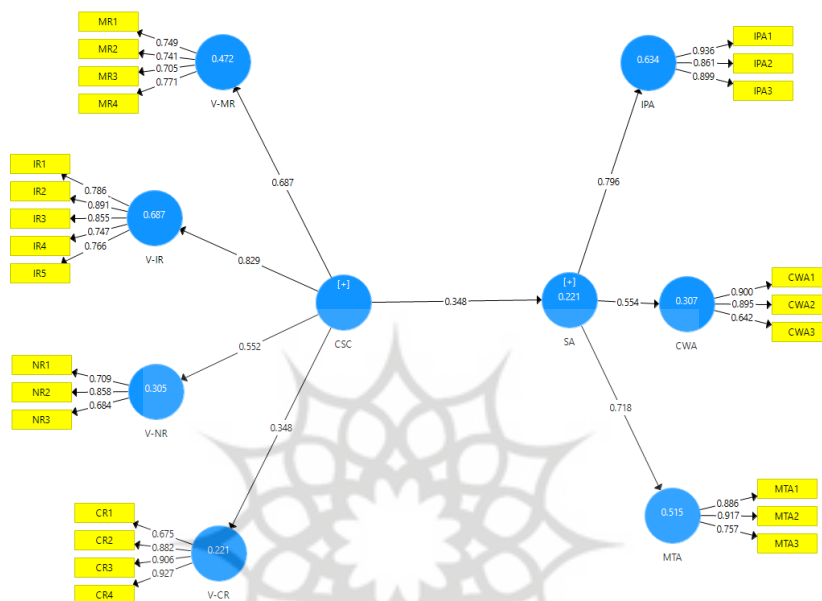 MR1
MR2
MR3
MR4
0.749
0.741
0.705
0.771
0.472
V-MR
IR1
IR2
IR3
IR4
IR5
0.786
0.891
0.855
0.747
0.766
0.687
V-IR
NR1
NR2
NR3
0.709
0.858
0.684
0.305
V-NR
CR1
CR2
CR3
CR4
0.675
0.882
0.906
0.927
0.221
V-CR
0.687
0.829
0.552
0.348
[+]
CSC
0.348
[+]
0.221
SA
0.796
0.554
0.718
0.634
IPA
0.936
0.861
0.899
IPA1
IPA2
IPA3
0.307
CWA
0.900
0.895
0.642
CWA1
CWA2
CWA3
0.515
MTA
0.886
0.917
0.757
MTA1
MTA2
MTA3